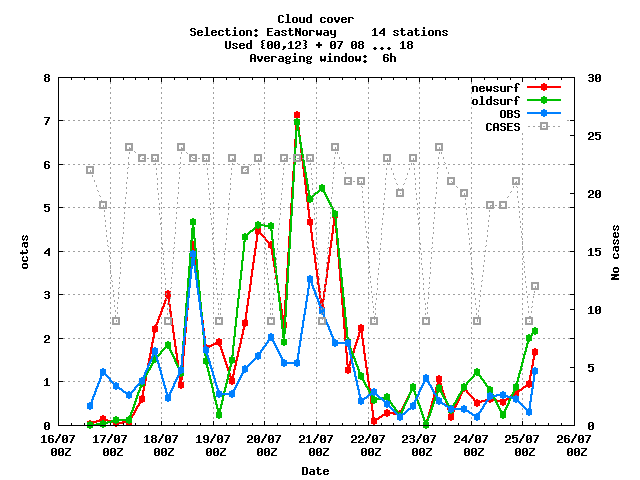 Cloud cover
Selection: EastNorway     14 stations
Used {00,12} + 07 08 ... 18
Averaging window:  6h
8 30
newsurf
oldsurf
OBS
CASES
7
25
6
20
5
octas
4
15
No cases
3
10
2
5
1
0 0
16/07 17/07 18/07 19/07 20/07 21/07 22/07 23/07 24/07 25/07 26/07
00Z 00Z 00Z 00Z 00Z 00Z 00Z 00Z 00Z 00Z 00Z
Date